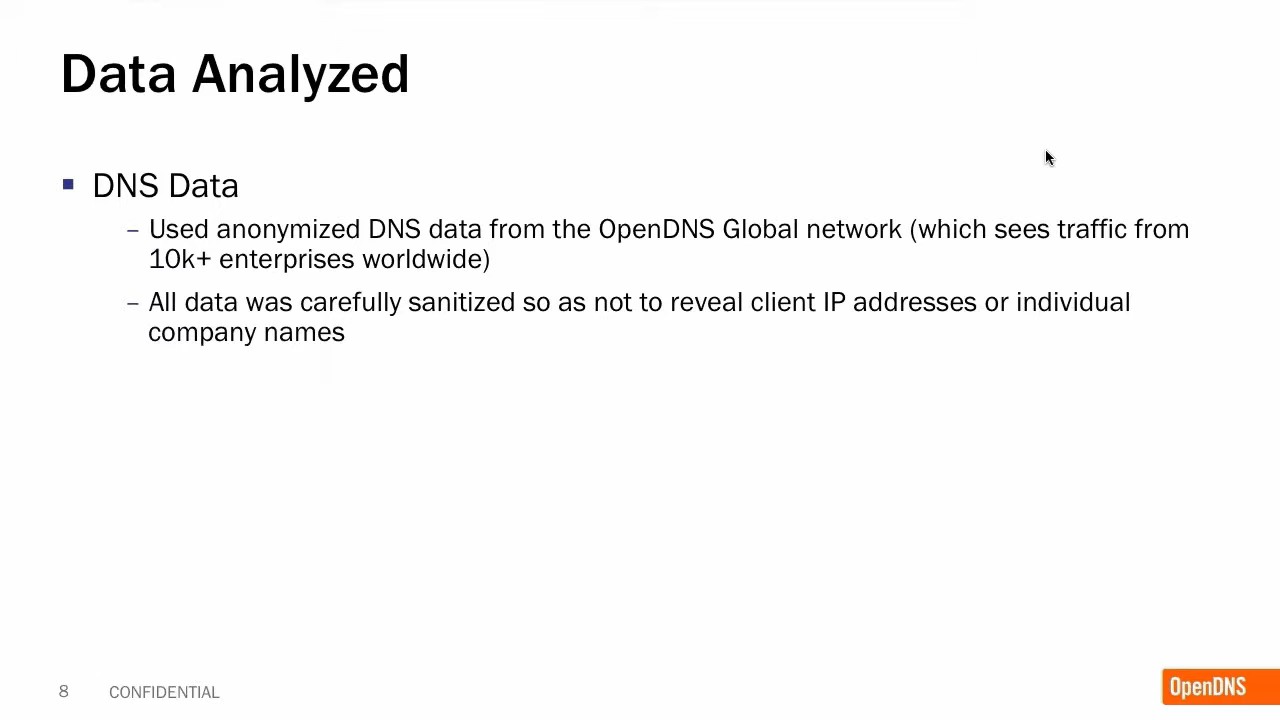 Data Analyzed
▪ DNS Data
– Used anonymized DNS data from the OpenDNS Global network (which sees traffic from
10k+ enterprises worldwide)
– All data was carefully sanitized so as not to reveal client IP addresses or individual
company names
8 CONFIDENTIAL
OpenDNS